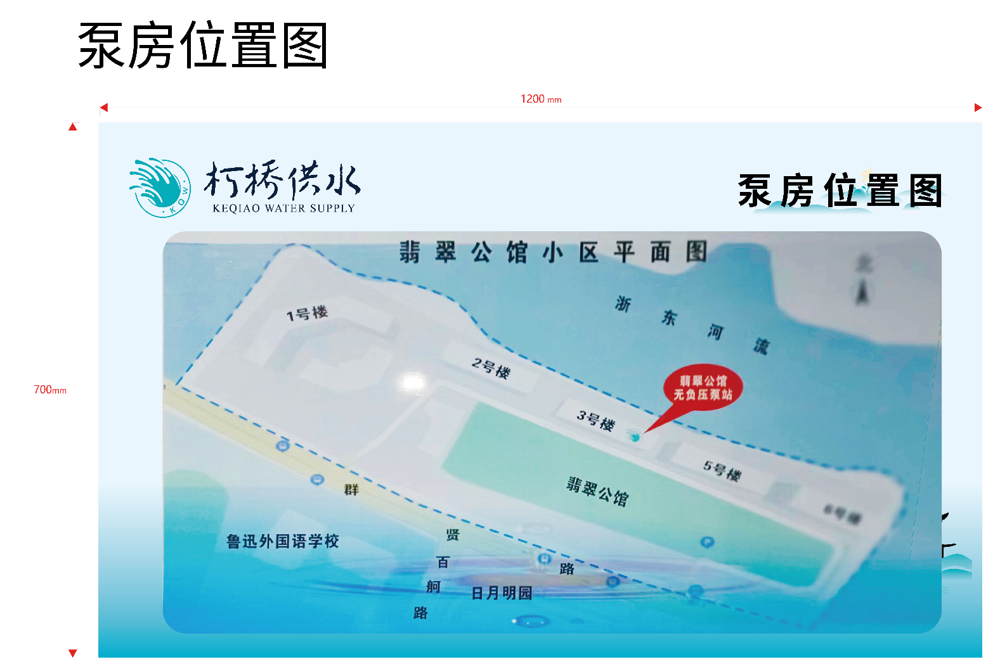 泵房位置图
1200 mm
700mm
柯桥供水
KEQIAO WATER SUPPLY
KQW
泵房位置图
翡翠公馆小区平面图
北
浙东河流
1号楼
2号楼
翡翠公馆
无负压泵站
3号楼
5号楼
翡翠公馆
6号楼
群贤路
鲁迅外国语学校
百舸路
日月明园